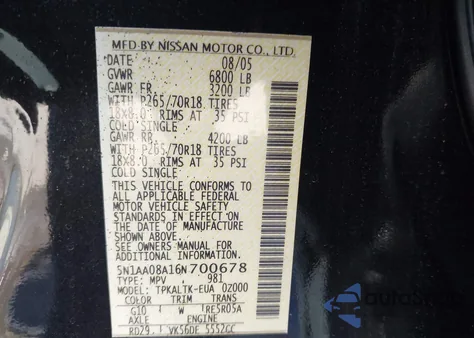 MFD BY NISSAN MOTOR CO., LTD.
DATE 08/05
GVWR 6800 LB
GAWR FR 3200 LB
WITH P265/70R18 TIRES
18X8.0 RIMS AT 35 PSI
COLD SINGLE
GAWR RR 4200 LB
WITH P265/70R18 TIRES
18X8.0 RIMS AT 35 PSI
COLD SINGLE
THIS VEHICLE CONFORMS TO
ALL APPLICABLE FEDERAL
MOTOR VEHICLE SAFETY
STANDARDS IN EFFECT ON
THE DATE OF MANUFACTURE
SHOWN ABOVE.
SEE OWNERS MANUAL FOR
ADDITIONAL INFORMATION
5N1AA08A16N700678
TYPE: MPV 981
MODEL: TPKALTK-EUA 02000
COLOR TRIM TRANS
G10 W RE5R05A
AXLE ENGINE
RD29 VK56DE 5552CC